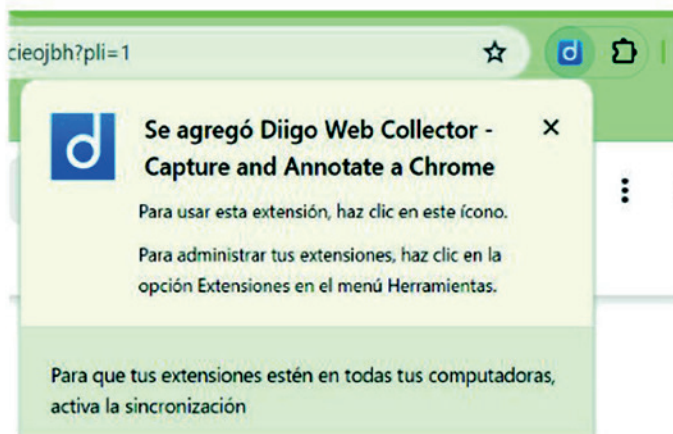 cieojbh?pli=1
d
d
Se agregó Diigo Web Collector -
Capture and Annotate a Chrome
Para usar esta extensión, haz clic en este ícono.
Para administrar tus extensiones, haz clic en la
opción Extensiones en el menú Herramientas.
Para que tus extensiones estén en todas tus computadoras,
activa la sincronización